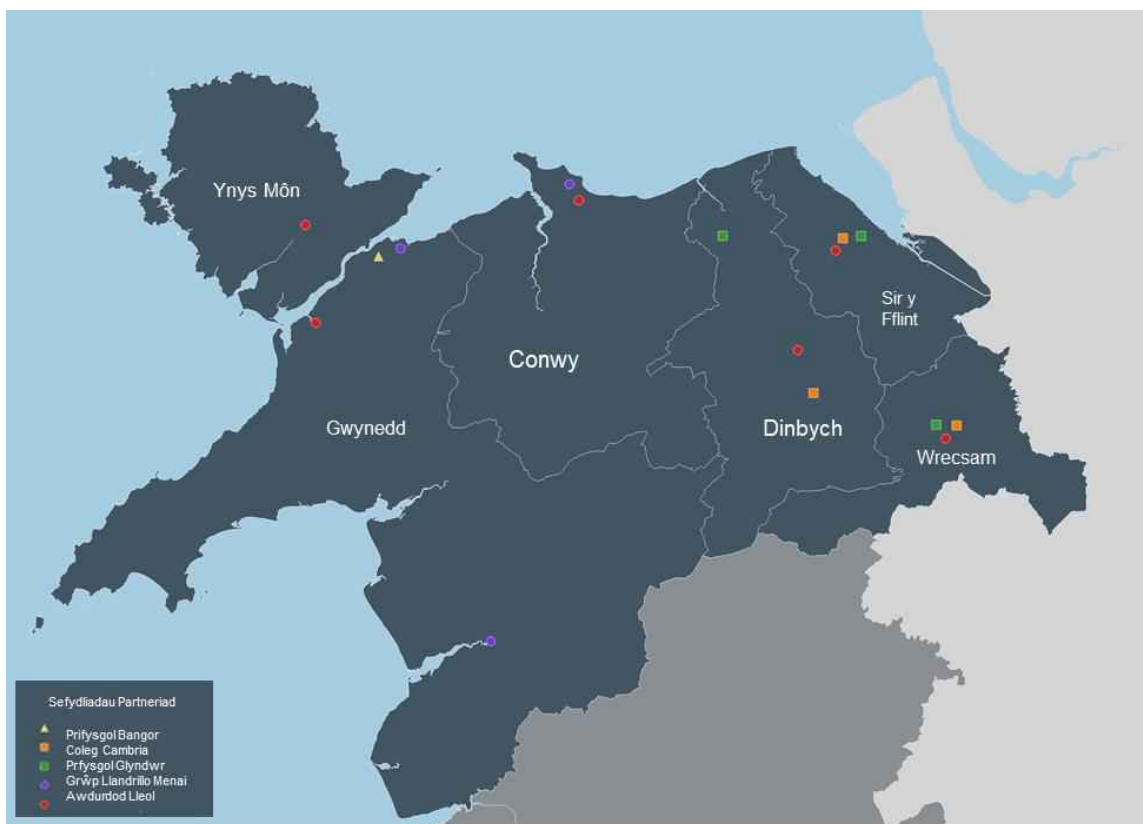 Ynys Môn
Sir y
Fflint
Conwy
Gwynedd
Dinbych
Wrecsam
Sefydliadau Partneriad
Prifysgol Bangor
Coleg Cambria
Prfysgol Glyndwr
Grŵp Llandrillo Menai
Awdurdod Lleol